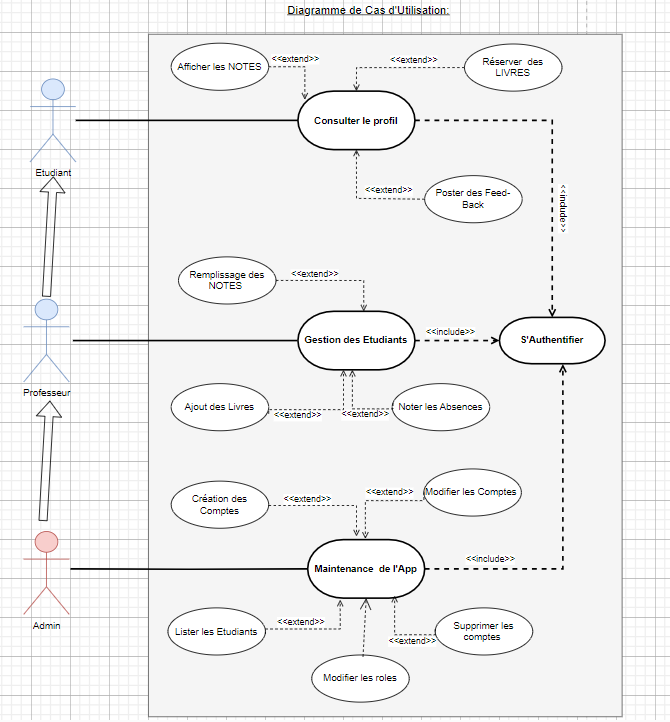 Diagramme de Cas d'Utilisation:
Afficher les NOTES
<<extend>>
<<extend>>
Réserver des
LIVRES
Consulter le profil
Etudiant
<<extend>>
Poster des Feed-
Back
<<include>>
Remplissage des
NOTES
<<extend>>
Gestion des Etudiants
<<include>>
S'Authentifier
Professeur
Ajout des Livres
<<extend>>
<<extend>>
Noter les Absences
Création des
Comptes
<<extend>>
<<extend>>
Modifier les Comptes
Maintenance de l'App
<<include>>
Admin
Lister les Etudiants
<<extend>>
<<extend>>
Supprimer les
comptes
Modifier les roles